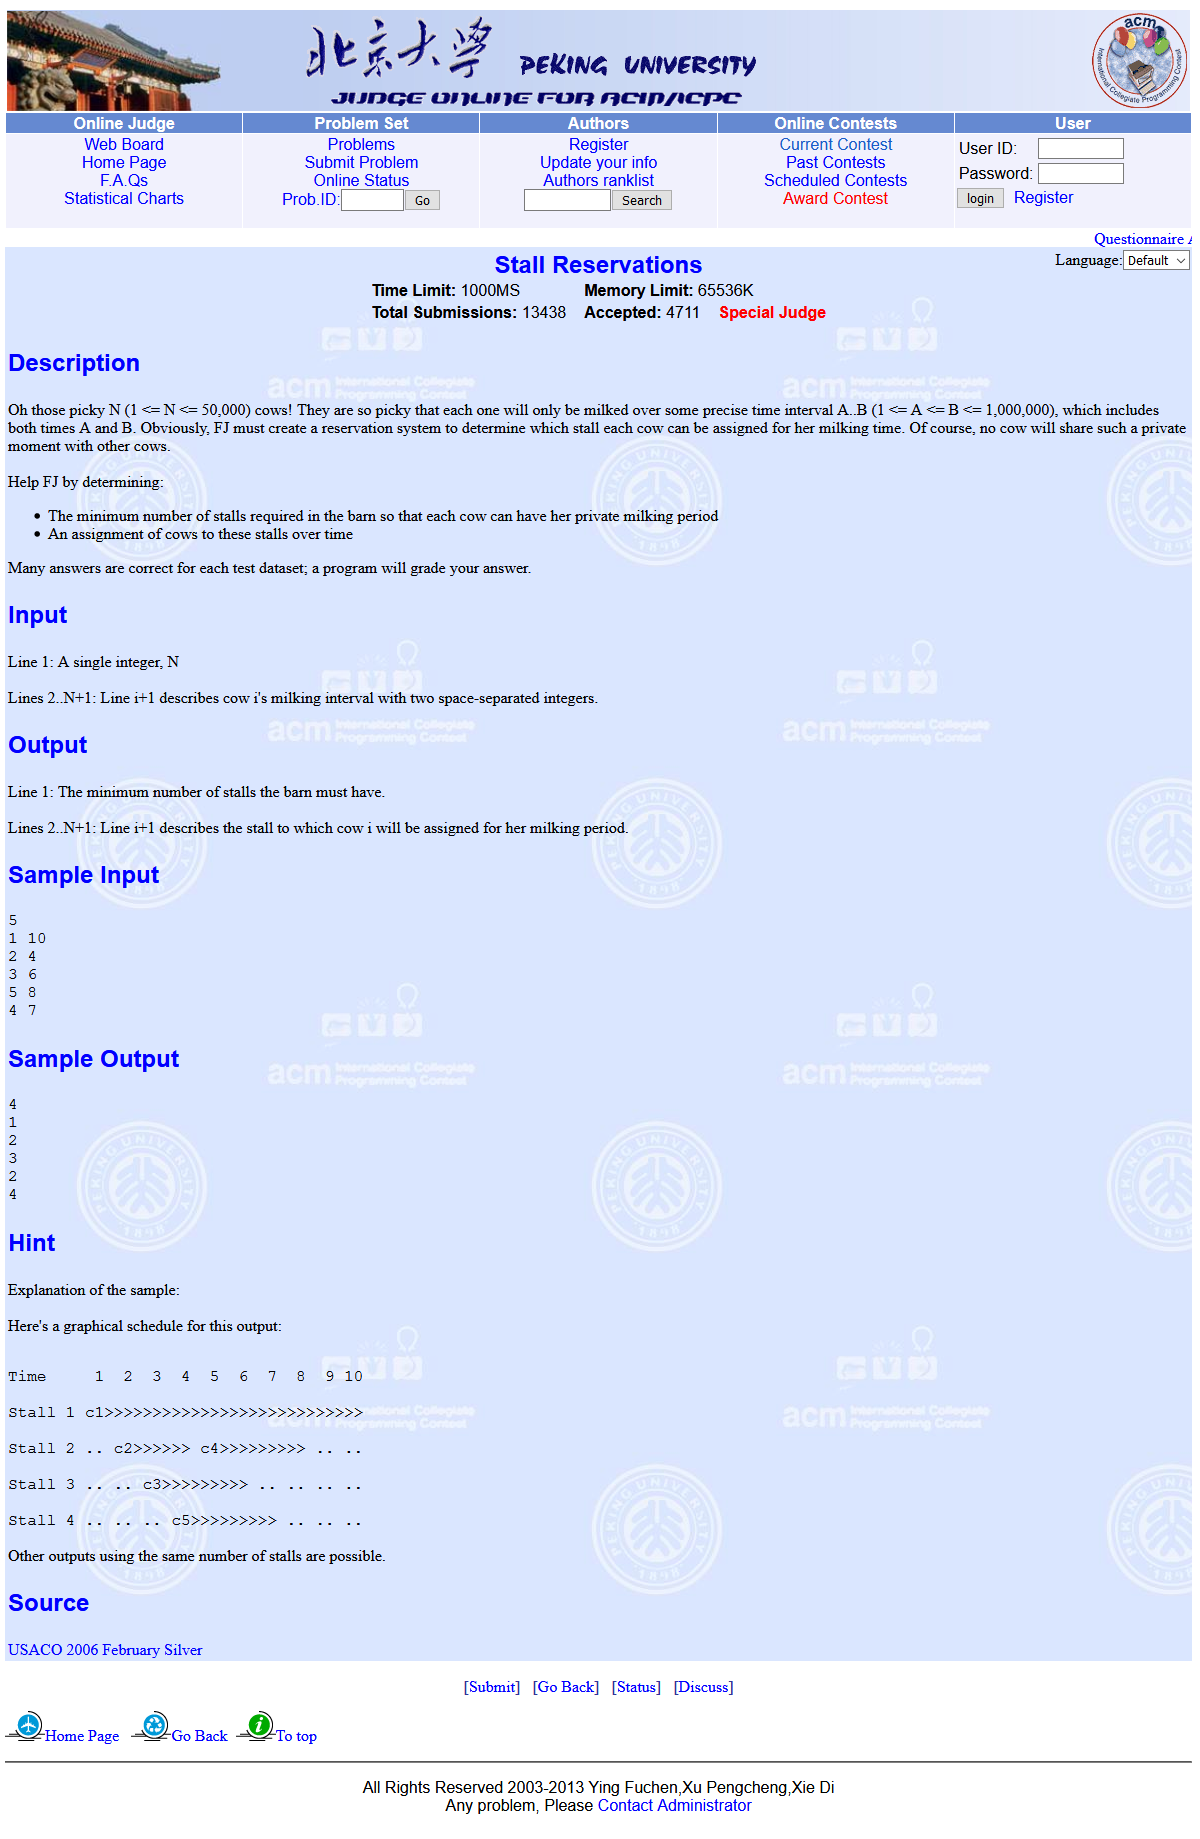 北京大學 PEKING UNIVERSITY
JUDGE ONLINE FOR ACM/ICPC
acm
International Collegiate Programming Contest
Online Judge Problem Set Authors Online Contests User
Web Board Problems Register Current Contest User ID:
Home Page Submit Problem Update your info Past Contests Password:
F.A.Qs Online Status Authors ranklist Scheduled Contests
Statistical Charts Prob.ID: Go Search Award Contest login Register
Questionnaire
Language: Default
Stall Reservations
Time Limit: 1000MS Memory Limit: 65536K
Total Submissions: 13438 Accepted: 4711 Special Judge
Description
Oh those picky N (1 <= N <= 50,000) cows! They are so picky that each one will only be milked over some precise time interval A..B (1 <= A <= B <= 1,000,000), which includes
both times A and B. Obviously, FJ must create a reservation system to determine which stall each cow can be assigned for her milking time. Of course, no cow will share such a private
moment with other cows.
Help FJ by determining:
• The minimum number of stalls required in the barn so that each cow can have her private milking period
• An assignment of cows to these stalls over time
Many answers are correct for each test dataset; a program will grade your answer.
Input
Line 1: A single integer, N
Lines 2..N+1: Line i+1 describes cow i's milking interval with two space-separated integers.
Output
Line 1: The minimum number of stalls the barn must have.
Lines 2..N+1: Line i+1 describes the stall to which cow i will be assigned for her milking period.
Sample Input
5
1 10
2 4
3 6
5 8
4 7
Sample Output
4
1
2
3
2
4
Hint
Explanation of the sample:
Here's a graphical schedule for this output:
Time     1  2  3  4  5  6  7  8  9 10
Stall 1 c1>>>>>>>>>>>>>>>>>>>>>>>>>>>
Stall 2 .. c2>>>>>> c4>>>>>>>>> .. ..
Stall 3 .. .. c3>>>>>>>>> .. .. .. ..
Stall 4 .. .. .. c5>>>>>>>>> .. .. ..
Other outputs using the same number of stalls are possible.
Source
USACO 2006 February Silver
[Submit] [Go Back] [Status] [Discuss]
Home Page Go Back To top
All Rights Reserved 2003-2013 Ying Fuchen,Xu Pengcheng,Xie Di
Any problem, Please Contact Administrator